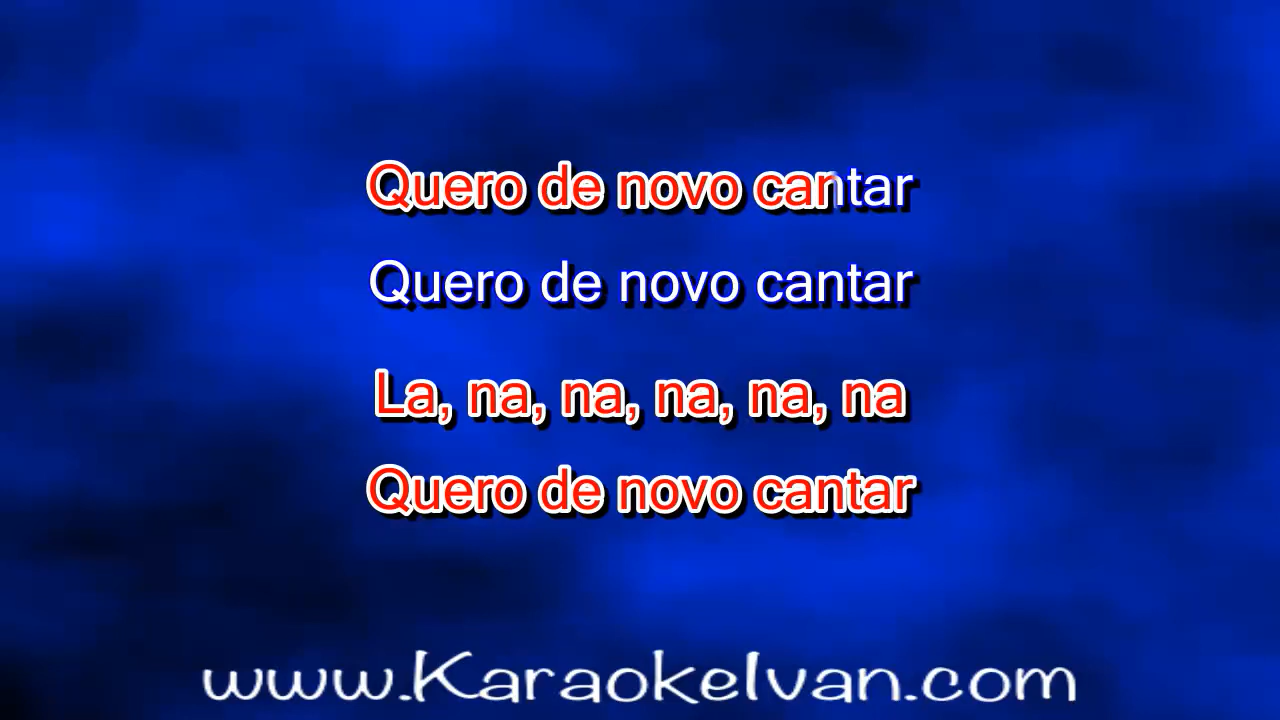 Quero de novo cantar
Quero de novo cantar
La, na, na, na, na, na
Quero de novo cantar
www.KaraokeIvan.com